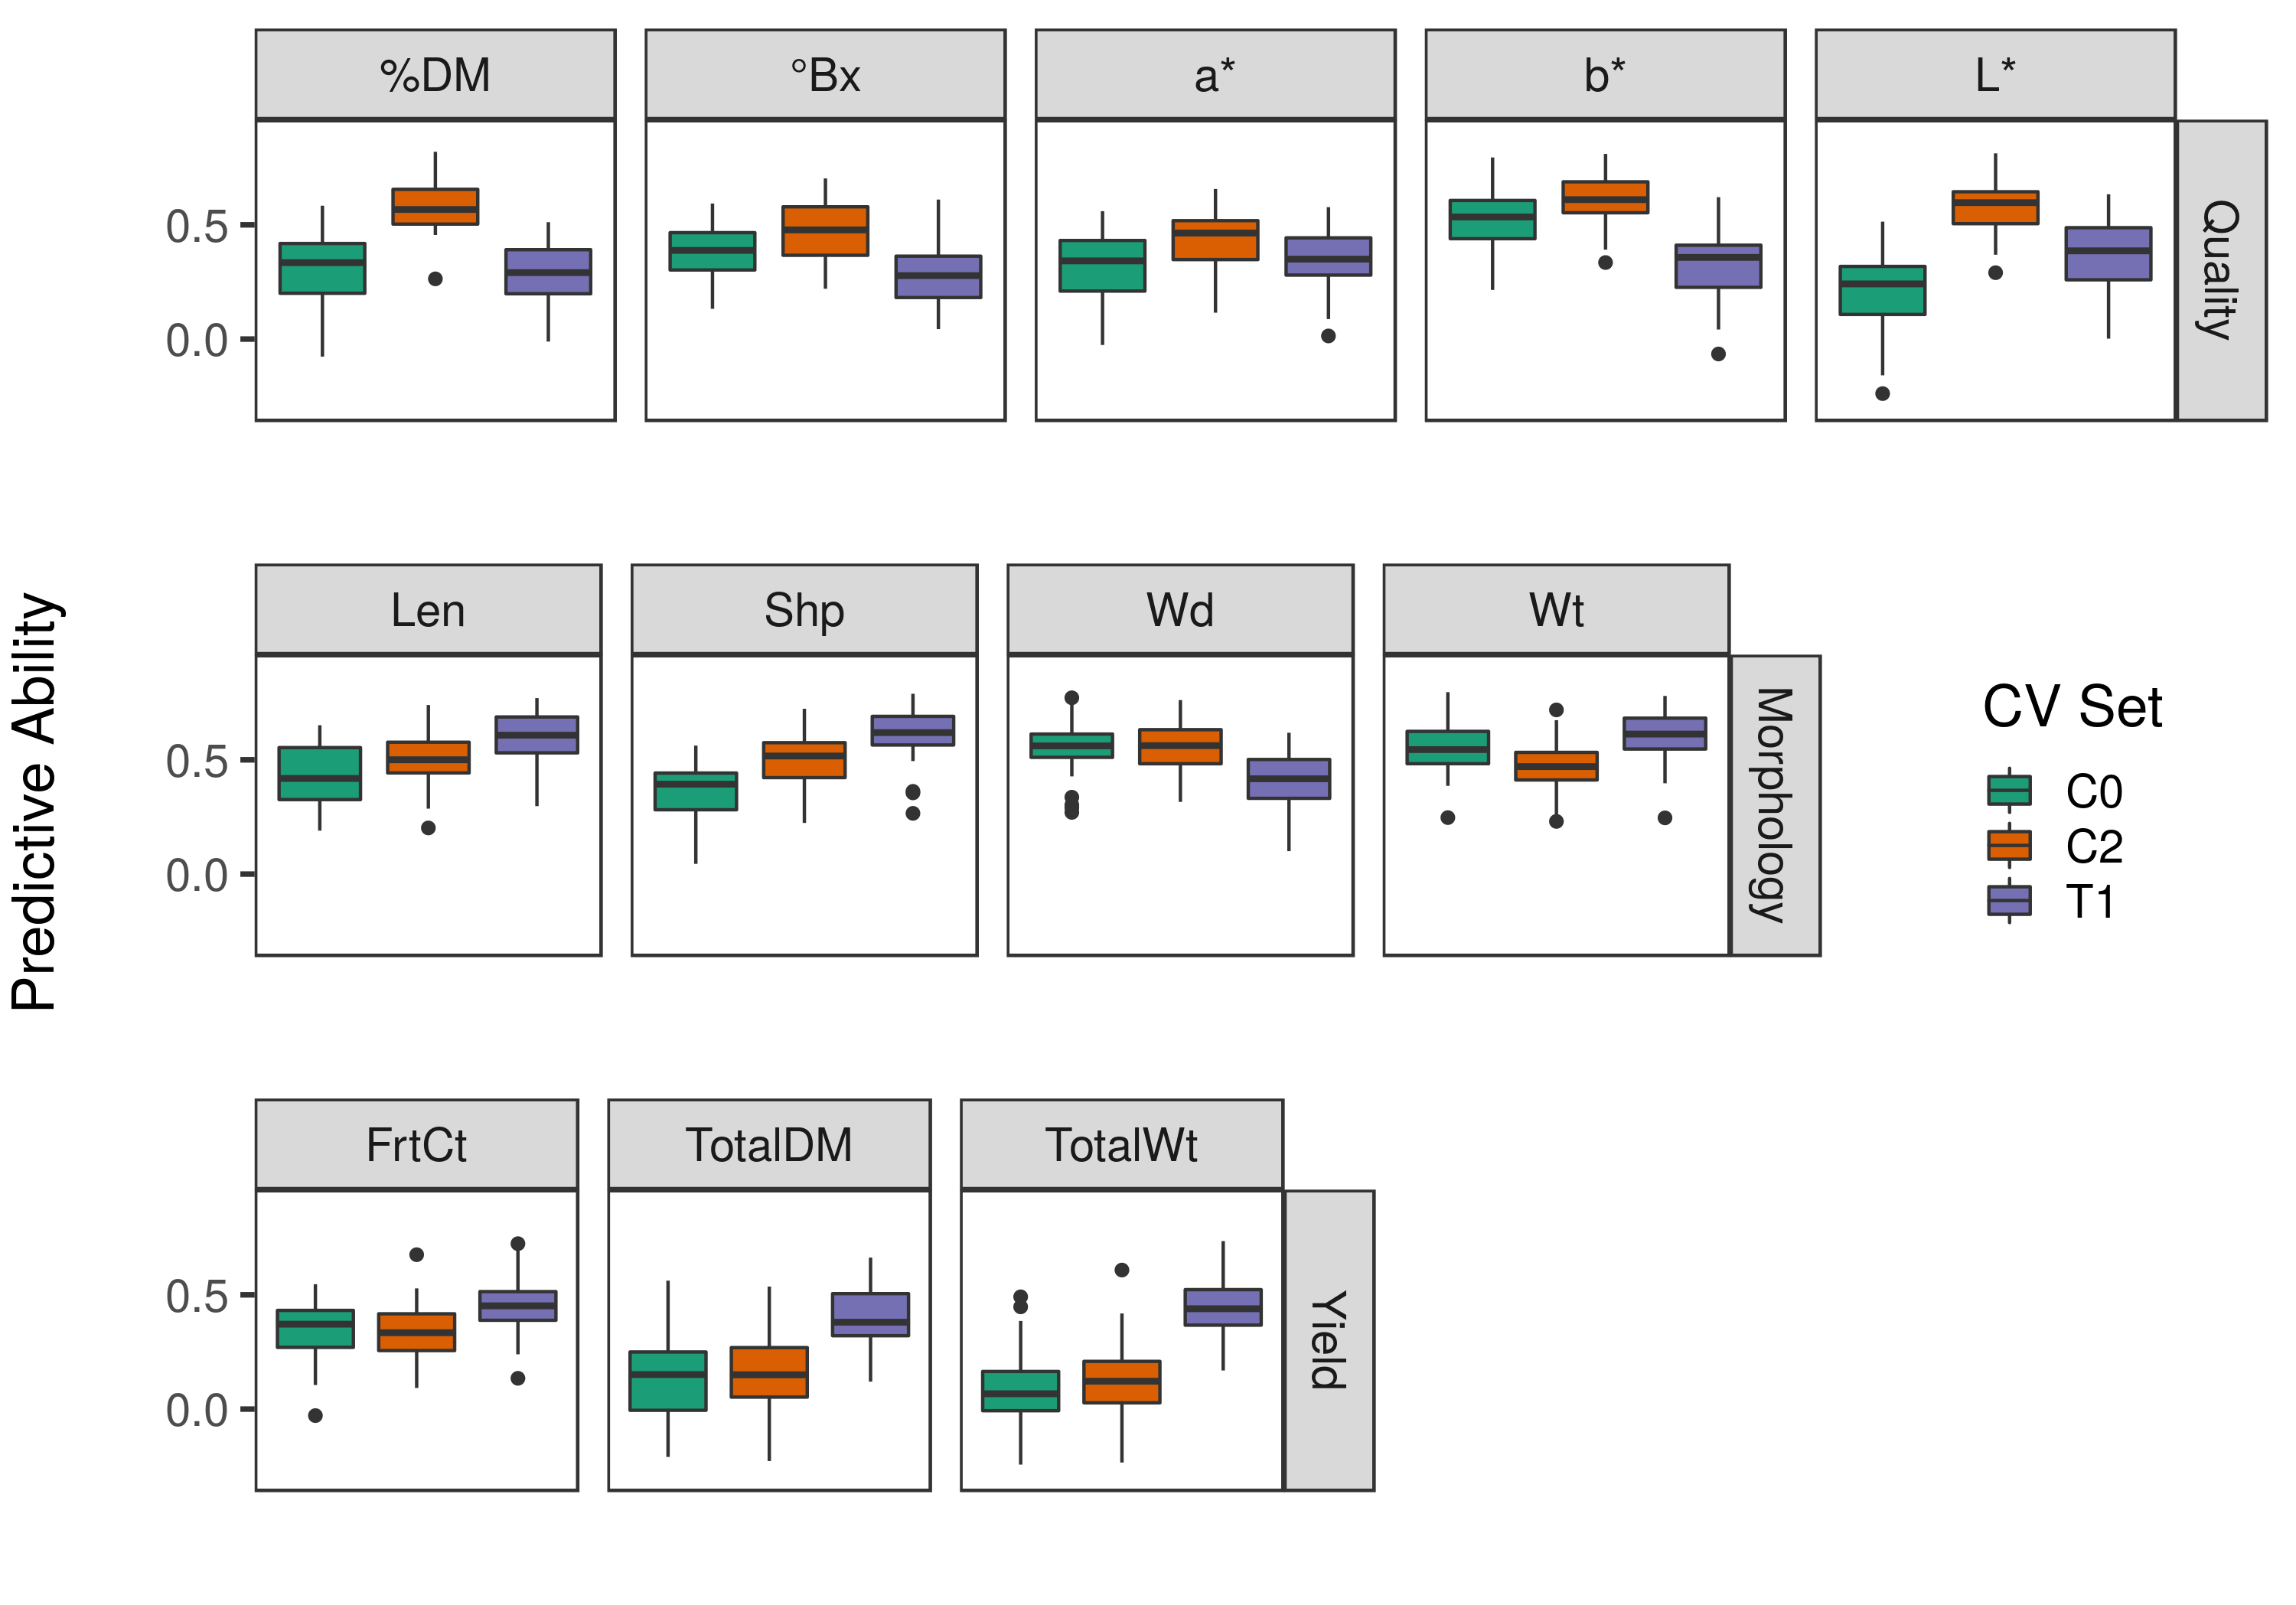 %DM °Bx a* b* L*
0.5
0.0
Quality
Predictive Ability
Len Shp Wd Wt
0.5
0.0
Morphology
CV Set
C0
C2
T1
FrtCt TotalDM TotalWt
0.5
0.0
Yield